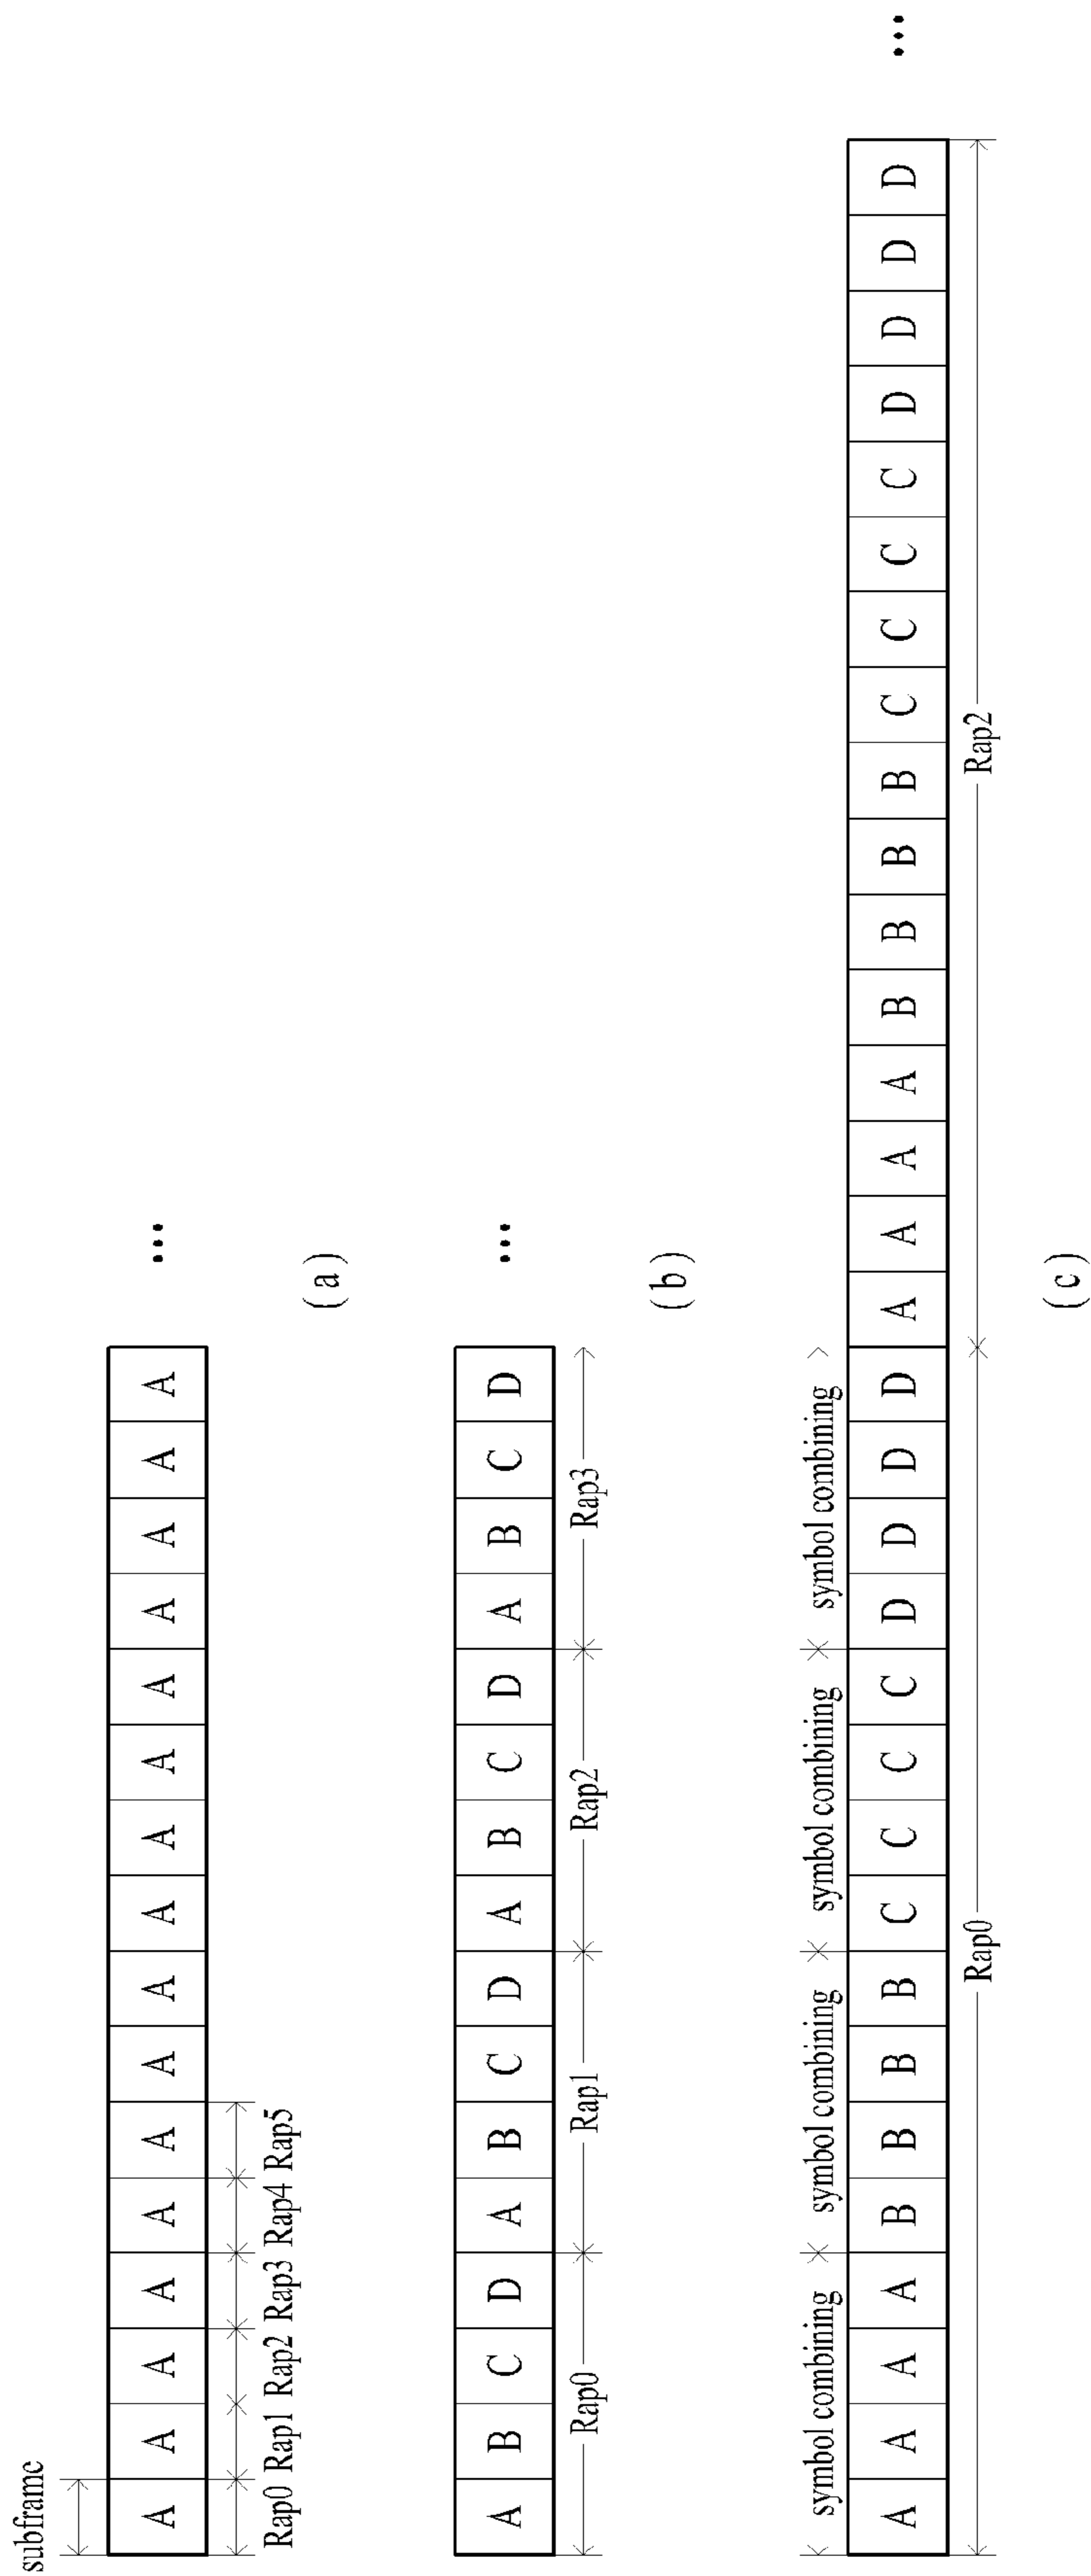 subframe
A A A A A A A A A A A A A A A A ...
Rap0 Rap1 Rap2 Rap3 Rap4 Rap5
(a)
A B C D A B C D A B C D A B C D ...
Rap0 Rap1 Rap2 Rap3
(b)
symbol combining symbol combining symbol combining symbol combining
A A A A B B B B C C C C D D D D A A A A B B B B C C C C D D D D ...
Rap0 Rap2
(c)